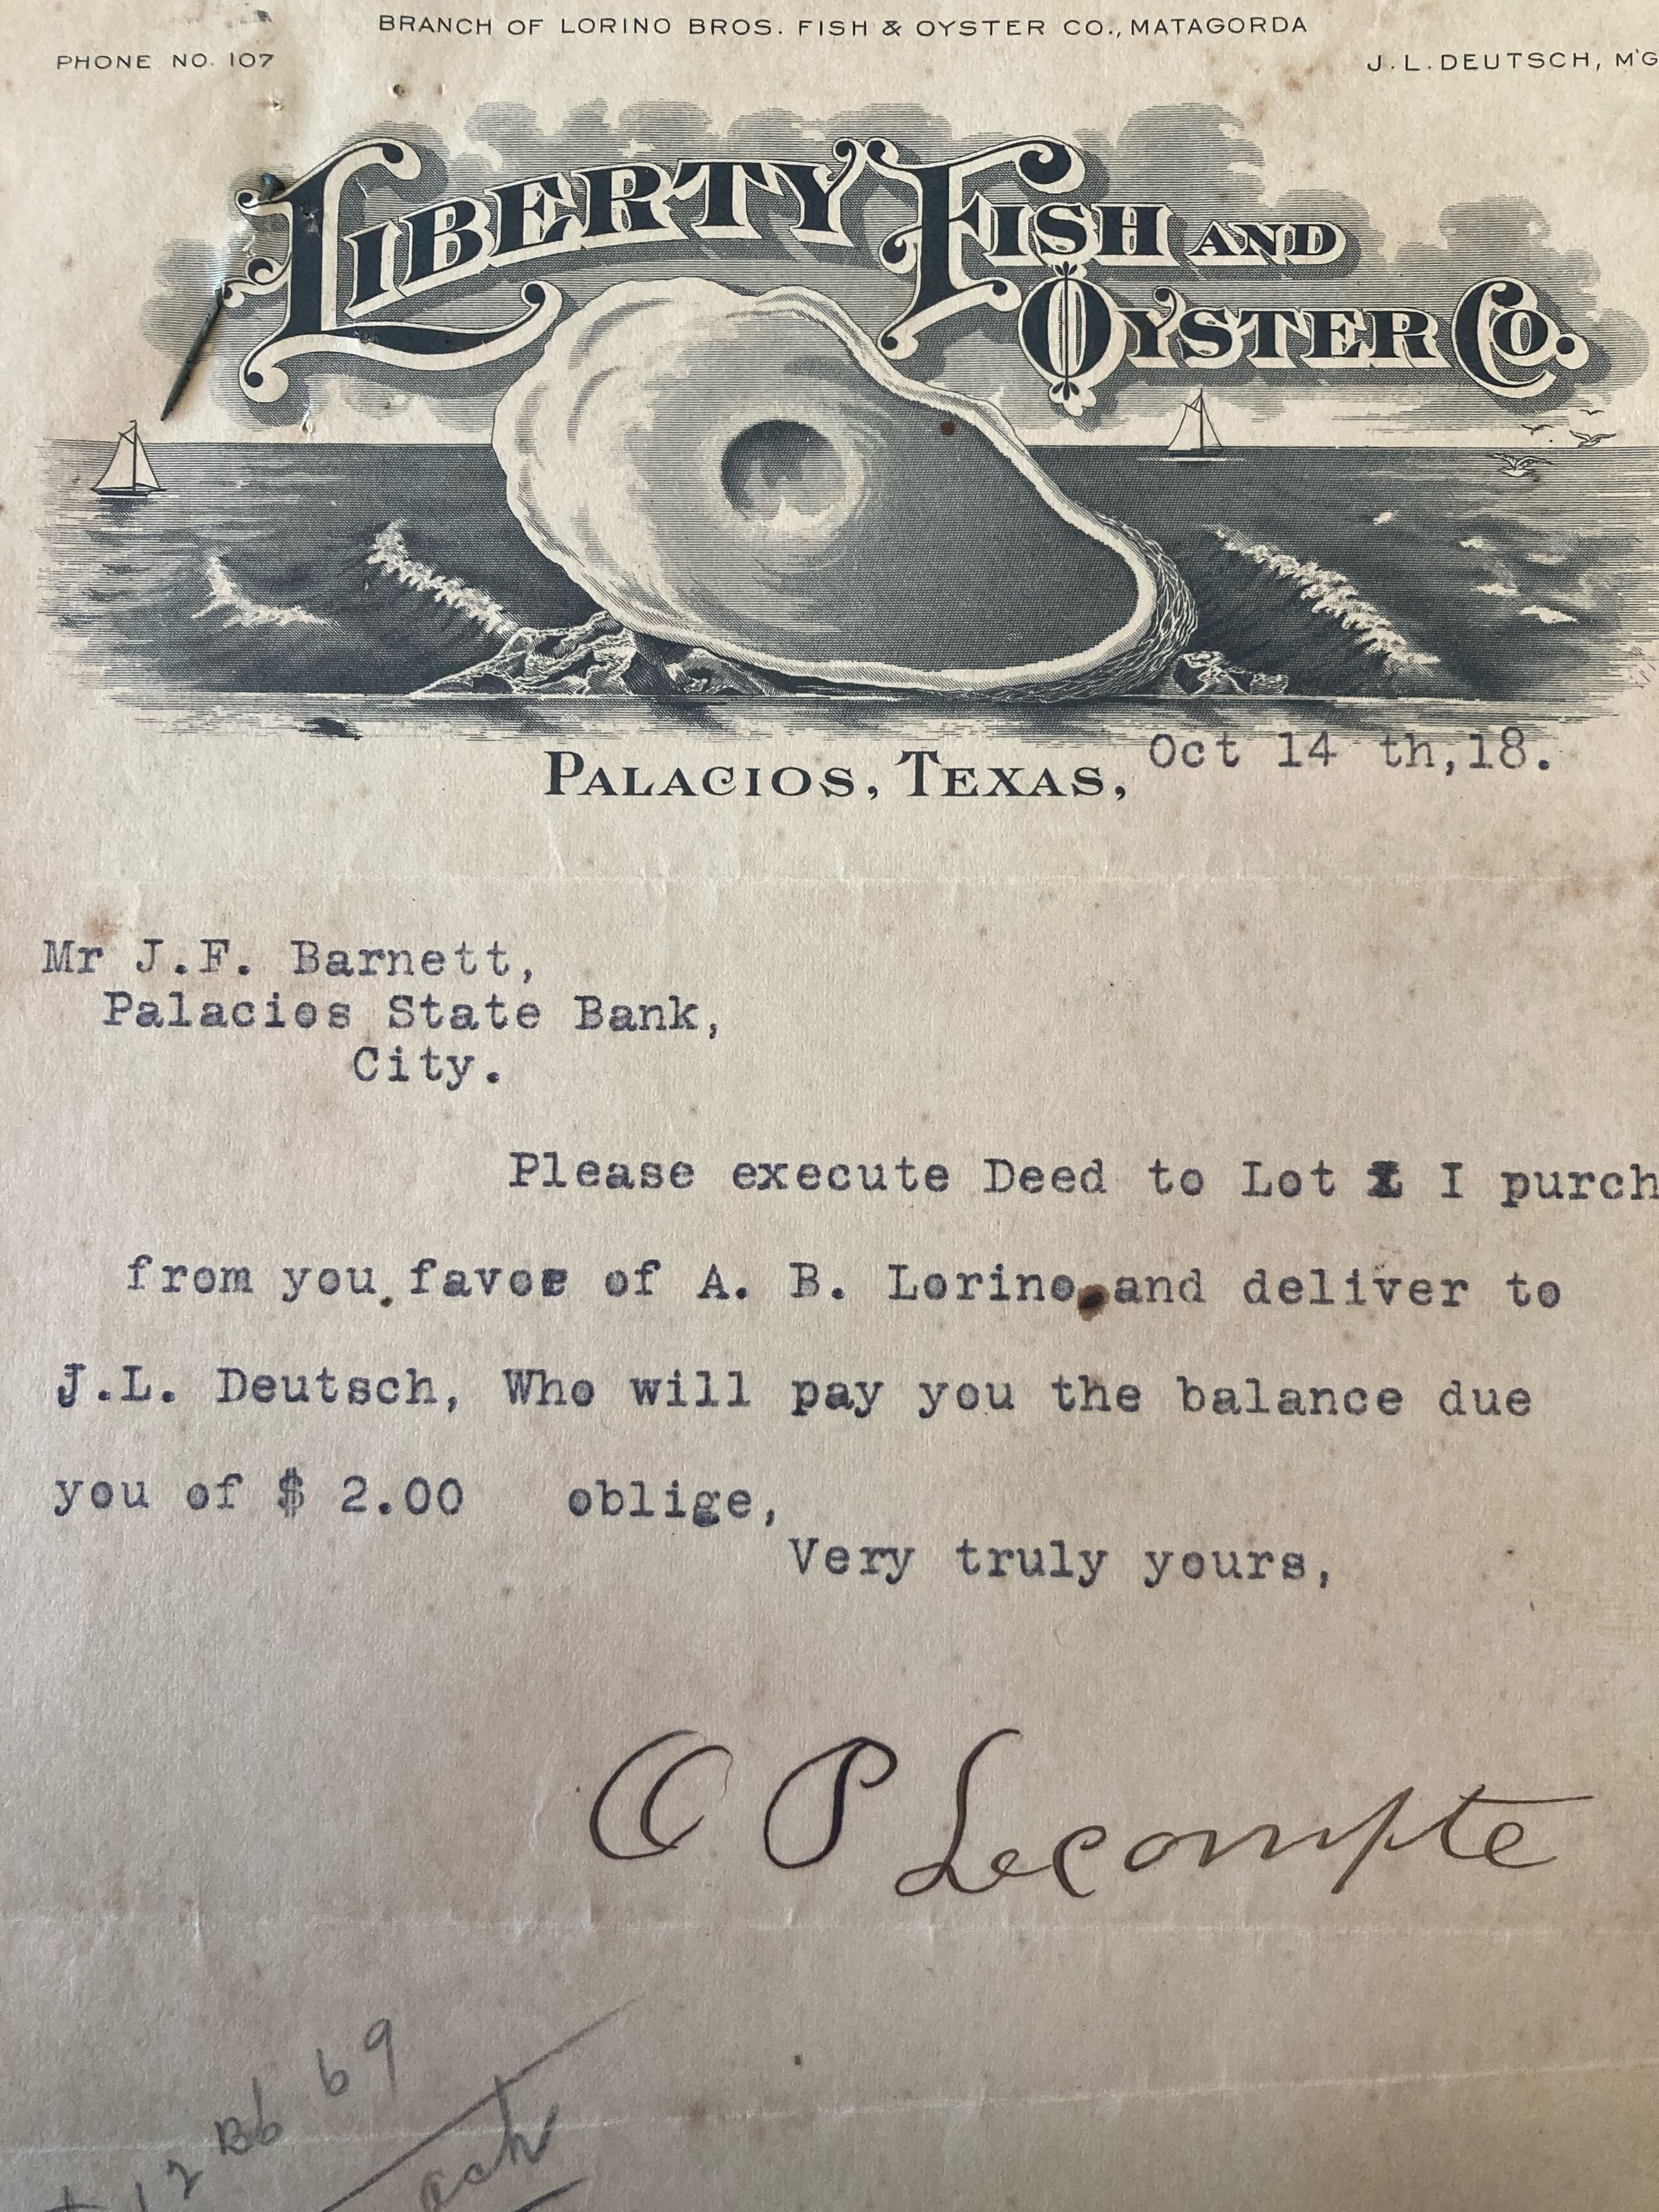 BRANCH OF LORINO BROS. FISH & OYSTER CO., MATAGORDA
PHONE NO. 107
J. L. DEUTSCH, M'G
LIBERTY FISH AND
OYSTER CO.
PALACIOS, TEXAS, Oct 14 th,18.
Mr J.F. Barnett,
Palacios State Bank,
City.
Please execute Deed to Lot I purch
from you favor of A. B. Lorino and deliver to
J.L. Deutsch, Who will pay you the balance due
you of $ 2.00 oblige,
Very truly yours,
O P Lecompte
12 Bb 69